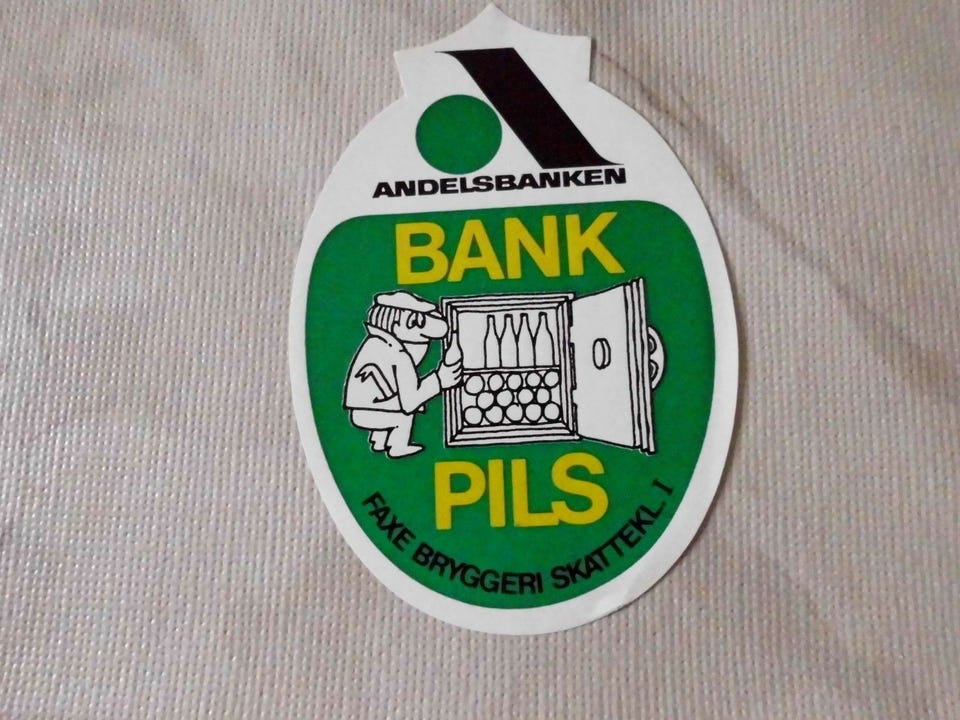 ANDELSBANKEN
BANK
PILS
FAXE BRYGGERI SKATTEKL. I